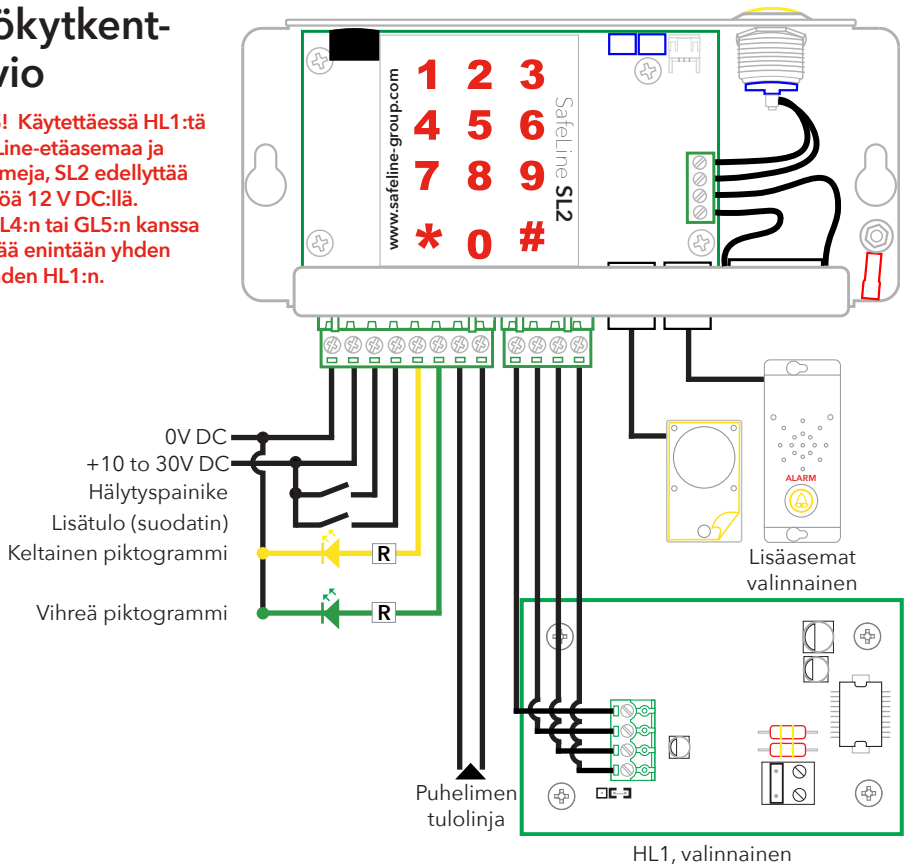 ökytkent-
vio
! Käytettäessä HL1:tä
Line-etäasemaa ja
meja, SL2 edellyttää
öä 12 V DC:llä.
L4:n tai GL5:n kanssa
ää enintään yhden
den HL1:n.
1 2 3
4 5 6
7 8 9
* 0 #
www.safeline-group.com
SafeLine SL2
0V DC
+10 to 30V DC
Hälytyspainike
Lisätulo (suodatin)
Keltainen piktogrammi
R
Vihreä piktogrammi
R
ALARM
Lisäasemat
valinnainen
Puhelimen
tulolinja
HL1, valinnainen